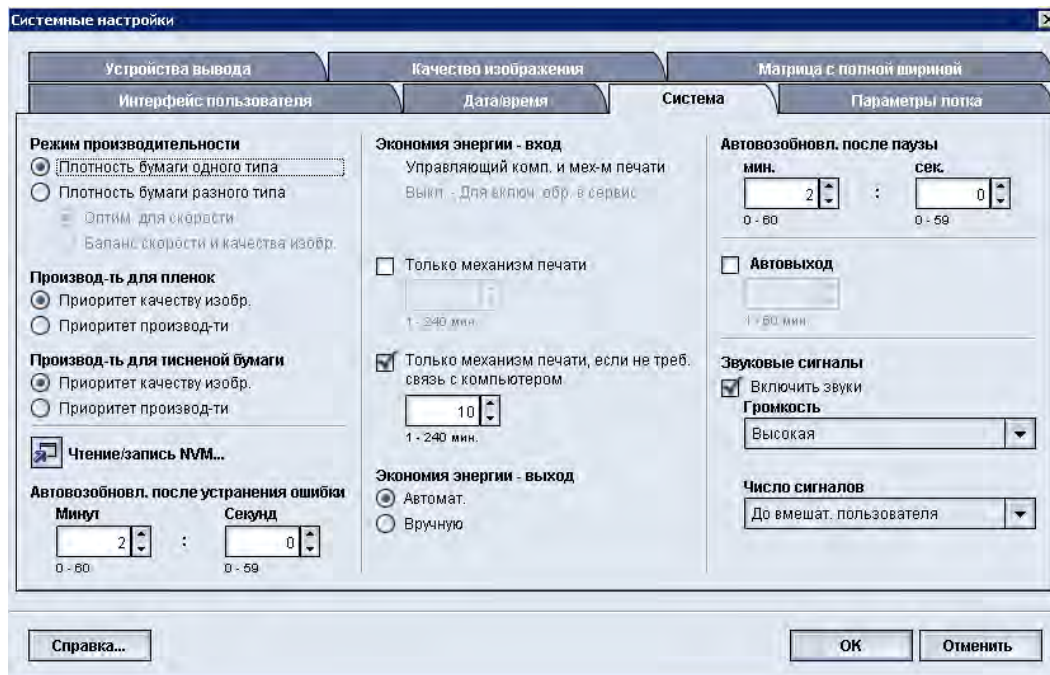 Системные настройки
Устройства вывода
Качество изображения
Матрица с полной шириной
Интерфейс пользователя
Дата/время
Система
Параметры лотка
Режим производительности
Плотность бумаги одного типа
Плотность бумаги разного типа
Оптим. для скорости
Баланс скорости и качества изобр.
Производ-ть для пленок
Приоритет качеству изобр.
Приоритет производ-ти
Производ-ть для тисненой бумаги
Приоритет качеству изобр.
Приоритет производ-ти
Чтение/запись NVM...
Автовозобновл. после устранения ошибки
Минут
Секунд
2 : 0
0 - 60
0 - 59
Экономия энергии - вход
Управляющий комп. и мех-м печати
Выкл - Для включ. обр. в сервис
Только механизм печати
1 - 240 мин.
Только механизм печати, если не треб.
связь с компьютером
10
1 - 240 мин.
Экономия энергии - выход
Автомат.
Вручную
Автовозобновл. после паузы
мин.
сек.
2 : 0
0 - 60
0 - 59
Автовыход
1 - 60 мин.
Звуковые сигналы
Включить звуки
Громкость
Высокая
Число сигналов
До вмешат. пользователя
Справка...
OK
Отменить